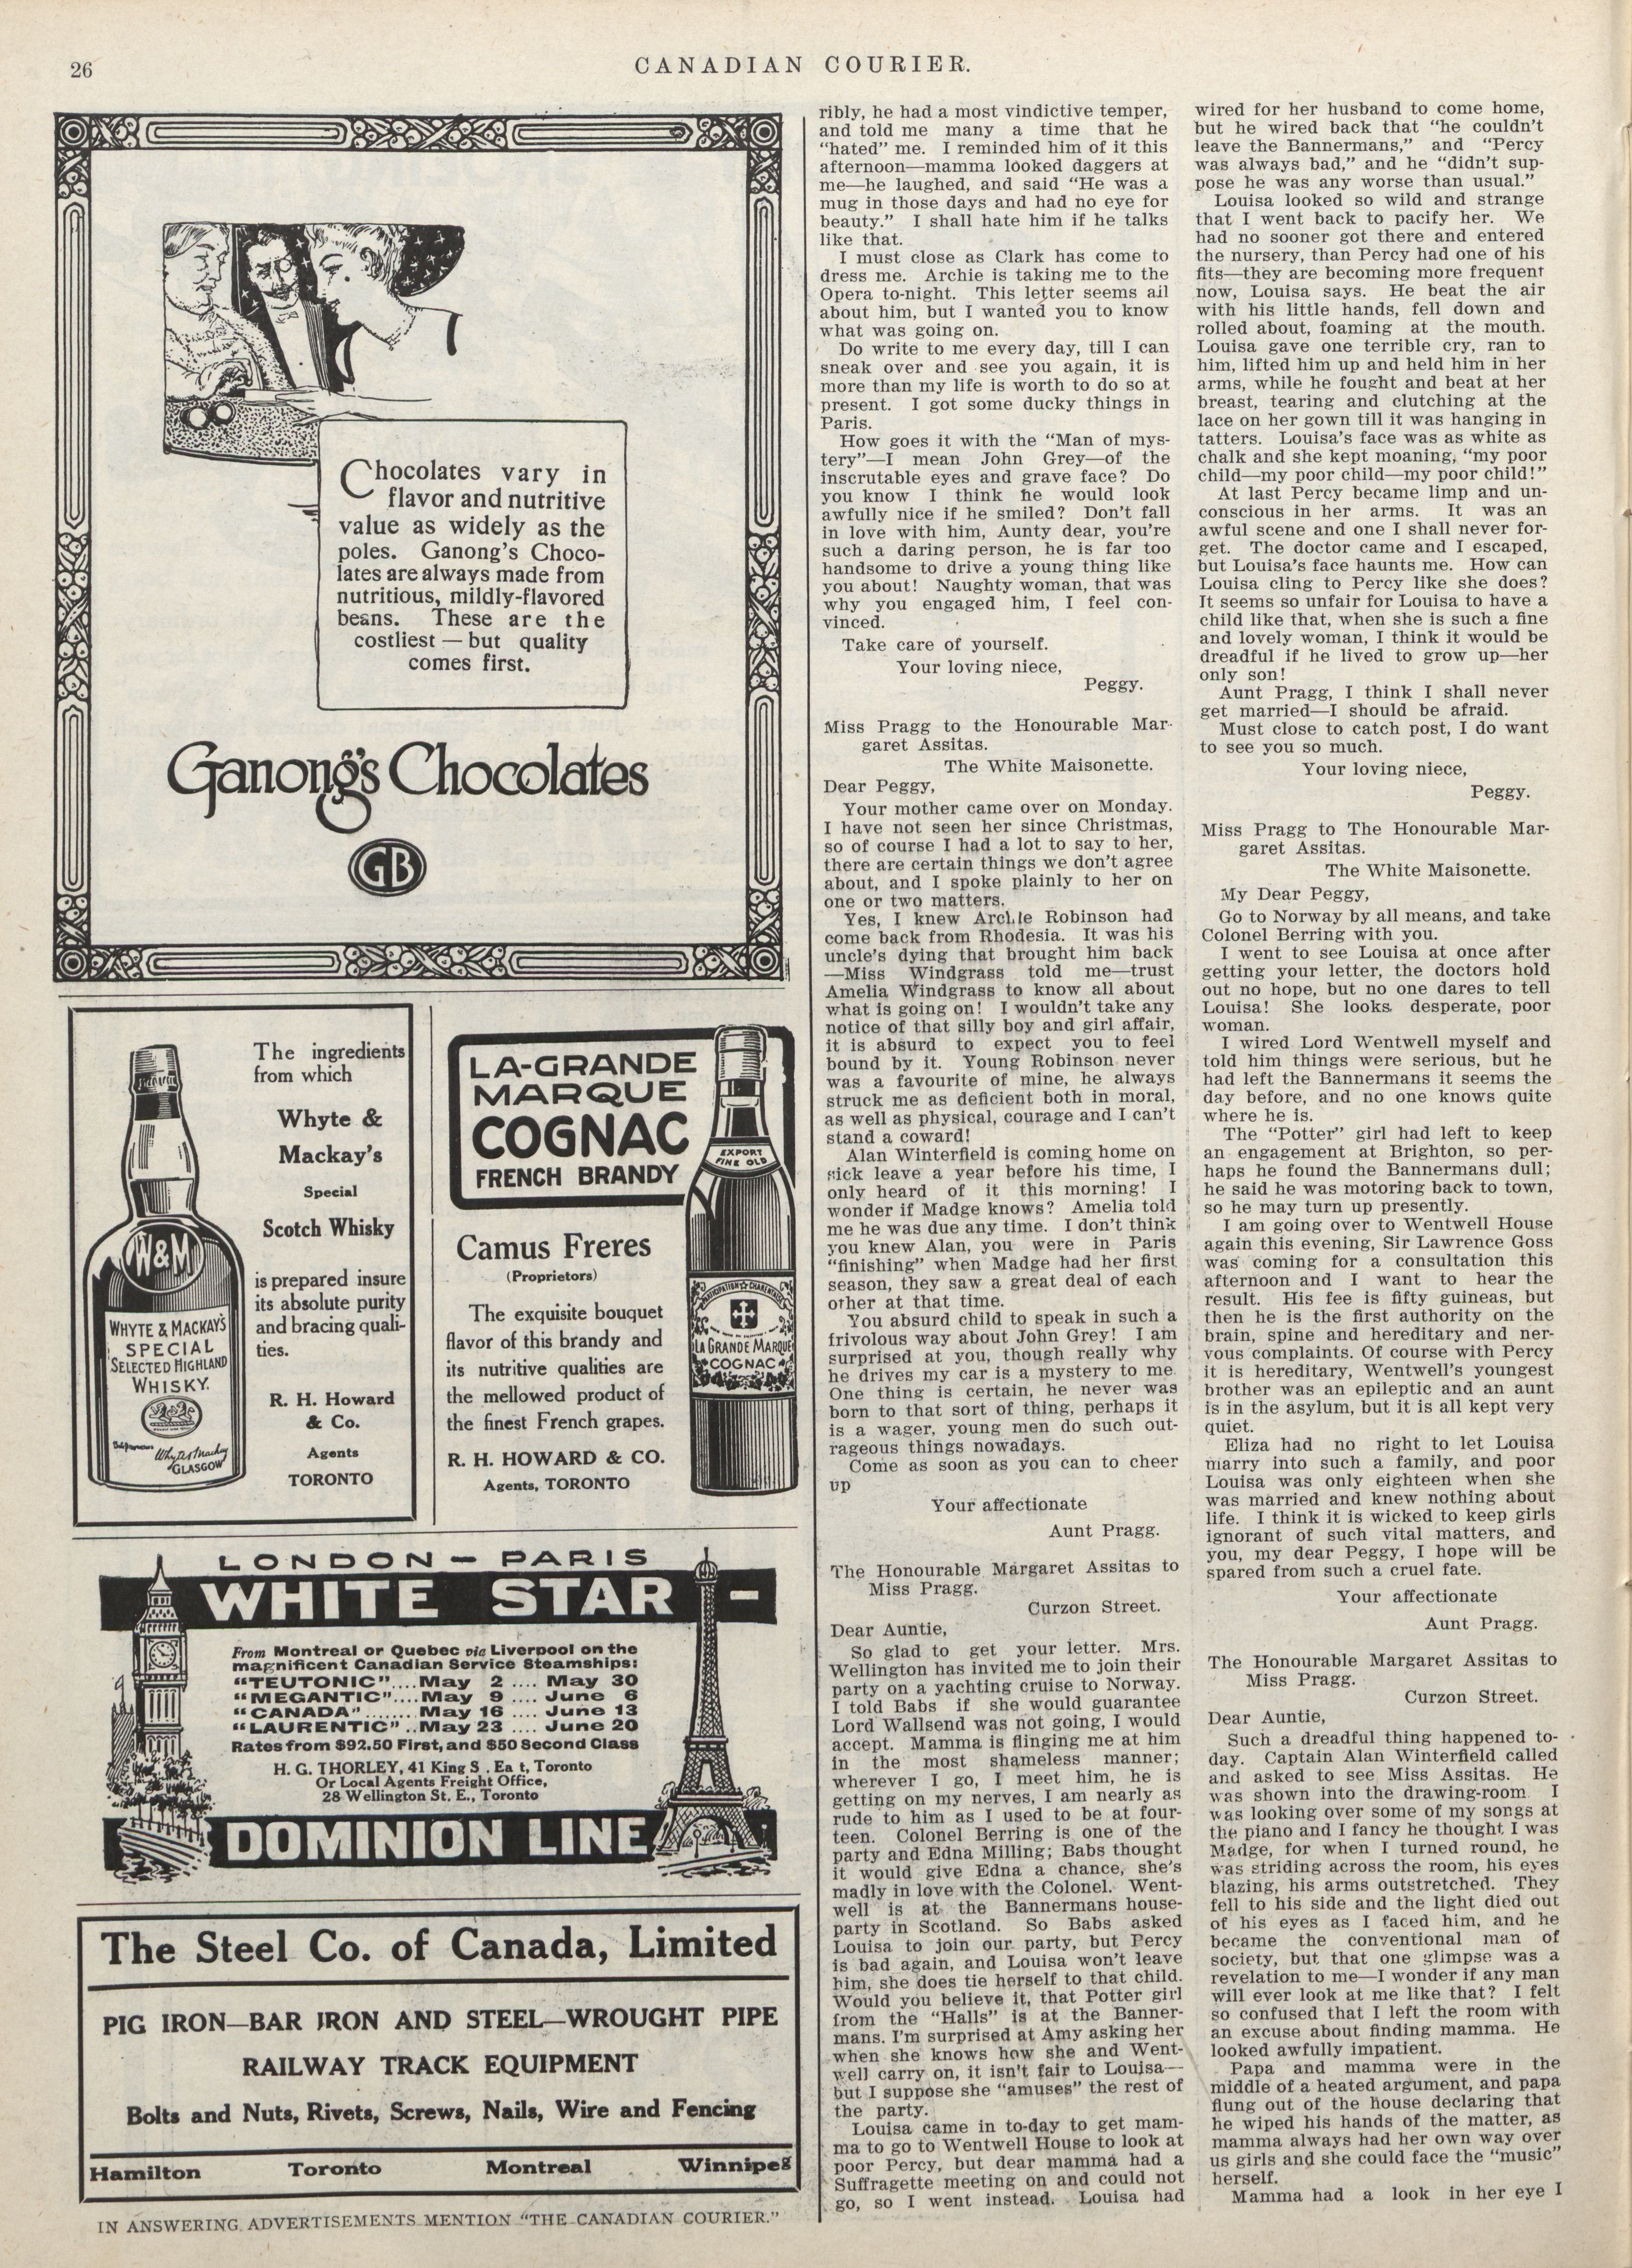 26
CANADIAN COURIER.
Chocolates vary in
flavor and nutritive
value as widely as the
poles. Ganong's Choco-
lates are always made from
nutritious, mildly-flavored
beans. These are the
costliest — but quality
comes first.
Ganong's Chocolates
GB
W&M
WHYTE & MACKAY'S
SPECIAL
SELECTED HIGHLAND
WHISKY.
Whyte & Mackay
GLASGOW
The ingredients
from which
Whyte &
Mackay's
Special
Scotch Whisky
is prepared insure
its absolute purity
and bracing quali-
ties.
R. H. Howard
& Co.
Agents
TORONTO
LA-GRANDE
MARQUE
COGNAC
FRENCH BRANDY
EXPORT
FINE OLD
LA GRANDE MARQUE
COGNAC
Camus Freres
(Proprietors)
The exquisite bouquet
flavor of this brandy and
its nutritive qualities are
the mellowed product of
the finest French grapes.
R. H. HOWARD & CO.
Agents, TORONTO
LONDON — PARIS
WHITE STAR -
From Montreal or Quebec via Liverpool on the
magnificent Canadian Service Steamships:
"TEUTONIC"....May 2 .... May 30
"MEGANTIC"....May 9 .... June 6
"CANADA".......May 16 .... June 13
"LAURENTIC"..May 23 .... June 20
Rates from $92.50 First, and $50 Second Class
H. G. THORLEY, 41 King S . Ea t, Toronto
Or Local Agents Freight Office,
28 Wellington St. E., Toronto
DOMINION LINE
The Steel Co. of Canada, Limited
PIG IRON—BAR IRON AND STEEL—WROUGHT PIPE
RAILWAY TRACK EQUIPMENT
Bolts and Nuts, Rivets, Screws, Nails, Wire and Fencing
Hamilton Toronto Montreal Winnipeg
IN ANSWERING ADVERTISEMENTS MENTION "THE CANADIAN COURIER."
ribly, he had a most vindictive temper,
and told me many a time that he
"hated" me. I reminded him of it this
afternoon—mamma looked daggers at
me—he laughed, and said "He was a
mug in those days and had no eye for
beauty." I shall hate him if he talks
like that.
I must close as Clark has come to
dress me. Archie is taking me to the
Opera to-night. This letter seems all
about him, but I wanted you to know
what was going on.
Do write to me every day, till I can
sneak over and see you again, it is
more than my life is worth to do so at
present. I got some ducky things in
Paris.
How goes it with the "Man of mys-
tery"—I mean John Grey—of the
inscrutable eyes and grave face? Do
you know I think he would look
awfully nice if he smiled? Don't fall
in love with him, Aunty dear, you're
such a daring person, he is far too
handsome to drive a young thing like
you about! Naughty woman, that was
why you engaged him, I feel con-
vinced.
Take care of yourself.
Your loving niece,
Peggy.
Miss Pragg to the Honourable Mar-
garet Assitas.
The White Maisonette.
Dear Peggy,
Your mother came over on Monday.
I have not seen her since Christmas,
so of course I had a lot to say to her,
there are certain things we don't agree
about, and I spoke plainly to her on
one or two matters.
Yes, I knew Archie Robinson had
come back from Rhodesia. It was his
uncle's dying that brought him back
—Miss Windgrass told me—trust
Amelia Windgrass to know all about
what is going on! I wouldn't take any
notice of that silly boy and girl affair,
it is absurd to expect you to feel
bound by it. Young Robinson never
was a favourite of mine, he always
struck me as deficient both in moral,
as well as physical, courage and I can't
stand a coward!
Alan Winterfield is coming home on
sick leave a year before his time, I
only heard of it this morning! I
wonder if Madge knows? Amelia told
me he was due any time. I don't think
you knew Alan, you were in Paris
"finishing" when Madge had her first
season, they saw a great deal of each
other at that time.
You absurd child to speak in such a
frivolous way about John Grey! I am
surprised at you, though really why
he drives my car is a mystery to me.
One thing is certain, he never was
born to that sort of thing, perhaps it
is a wager, young men do such out-
rageous things nowadays.
Come as soon as you can to cheer
up
Your affectionate
Aunt Pragg.
The Honourable Margaret Assitas to
Miss Pragg.
Curzon Street.
Dear Auntie,
So glad to get your letter. Mrs.
Wellington has invited me to join their
party on a yachting cruise to Norway.
I told Babs if she would guarantee
Lord Wallsend was not going, I would
accept. Mamma is flinging me at him
in the most shameless manner;
wherever I go, I meet him, he is
getting on my nerves, I am nearly as
rude to him as I used to be at four-
teen. Colonel Berring is one of the
party and Edna Milling; Babs thought
it would give Edna a chance, she's
madly in love with the Colonel. Went-
well is at the Bannermans house-
party in Scotland. So Babs asked
Louisa to join our party, but Percy
is bad again, and Louisa won't leave
him, she does tie herself to that child.
Would you believe it, that Potter girl
from the "Halls" is at the Banner-
mans. I'm surprised at Amy asking her
when she knows how she and Went-
well carry on, it isn't fair to Louisa—
but I suppose she "amuses" the rest of
the party.
Louisa came in to-day to get mam-
ma to go to Wentwell House to look at
poor Percy, but dear mamma had a
Suffragette meeting on and could not
go, so I went instead. Louisa had
wired for her husband to come home,
but he wired back that "he couldn't
leave the Bannermans," and "Percy
was always bad," and he "didn't sup-
pose he was any worse than usual."
Louisa looked so wild and strange
that I went back to pacify her. We
had no sooner got there and entered
the nursery, than Percy had one of his
fits—they are becoming more frequent
now, Louisa says. He beat the air
with his little hands, fell down and
rolled about, foaming at the mouth.
Louisa gave one terrible cry, ran to
him, lifted him up and held him in her
arms, while he fought and beat at her
breast, tearing and clutching at the
lace on her gown till it was hanging in
tatters. Louisa's face was as white as
chalk and she kept moaning, "my poor
child—my poor child—my poor child!"
At last Percy became limp and un-
conscious in her arms. It was an
awful scene and one I shall never for-
get. The doctor came and I escaped,
but Louisa's face haunts me. How can
Louisa cling to Percy like she does?
It seems so unfair for Louisa to have a
child like that, when she is such a fine
and lovely woman, I think it would be
dreadful if he lived to grow up—her
only son!
Aunt Pragg, I think I shall never
get married—I should be afraid.
Must close to catch post, I do want
to see you so much.
Your loving niece,
Peggy.
Miss Pragg to The Honourable Mar-
garet Assitas.
The White Maisonette.
My Dear Peggy,
Go to Norway by all means, and take
Colonel Berring with you.
I went to see Louisa at once after
getting your letter, the doctors hold
out no hope, but no one dares to tell
Louisa! She looks desperate, poor
woman.
I wired Lord Wentwell myself and
told him things were serious, but he
had left the Bannermans it seems the
day before, and no one knows quite
where he is.
The "Potter" girl had left to keep
an engagement at Brighton, so per-
haps he found the Bannermans dull;
he said he was motoring back to town,
so he may turn up presently.
I am going over to Wentwell House
again this evening, Sir Lawrence Goss
was coming for a consultation this
afternoon and I want to hear the
result. His fee is fifty guineas, but
then he is the first authority on the
brain, spine and hereditary and ner-
vous complaints. Of course with Percy
it is hereditary, Wentwell's youngest
brother was an epileptic and an aunt
is in the asylum, but it is all kept very
quiet.
Eliza had no right to let Louisa
marry into such a family, and poor
Louisa was only eighteen when she
was married and knew nothing about
life. I think it is wicked to keep girls
ignorant of such vital matters, and
you, my dear Peggy, I hope will be
spared from such a cruel fate.
Your affectionate
Aunt Pragg.
The Honourable Margaret Assitas to
Miss Pragg.
Curzon Street.
Dear Auntie,
Such a dreadful thing happened to-
day. Captain Alan Winterfield called
and asked to see Miss Assitas. He
was shown into the drawing-room I
was looking over some of my songs at
the piano and I fancy he thought I was
Madge, for when I turned round, he
was striding across the room, his eyes
blazing, his arms outstretched. They
fell to his side and the light died out
of his eyes as I faced him, and he
became the conventional man of
society, but that one glimpse was a
revelation to me—I wonder if any man
will ever look at me like that? I felt
so confused that I left the room with
an excuse about finding mamma. He
looked awfully impatient.
Papa and mamma were in the
middle of a heated argument, and papa
flung out of the house declaring that
he wiped his hands of the matter, as
mamma always had her own way over
us girls and she could face the "music"
herself.
Mamma had a look in her eye I